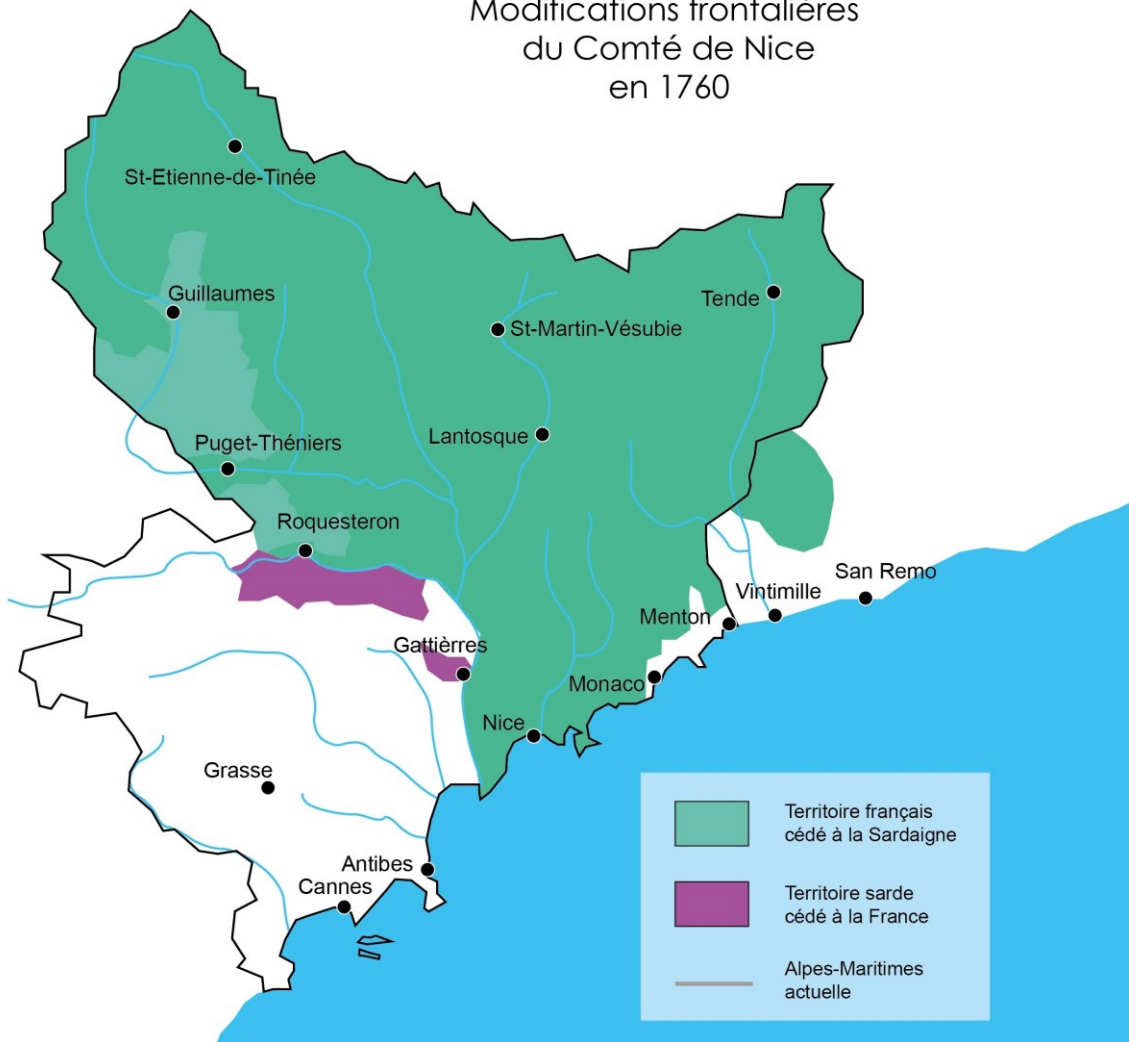 Modifications frontalières
du Comté de Nice
en 1760
St-Etienne-de-Tinée
Guillaumes
Tende
St-Martin-Vésubie
Lantosque
Puget-Théniers
Roquesteron
San Remo
Vintimille
Menton
Gattièrres
Monaco
Nice
Grasse
Antibes
Cannes
Territoire français
cédé à la Sardaigne
Territoire sarde
cédé à la France
Alpes-Maritimes
actuelle